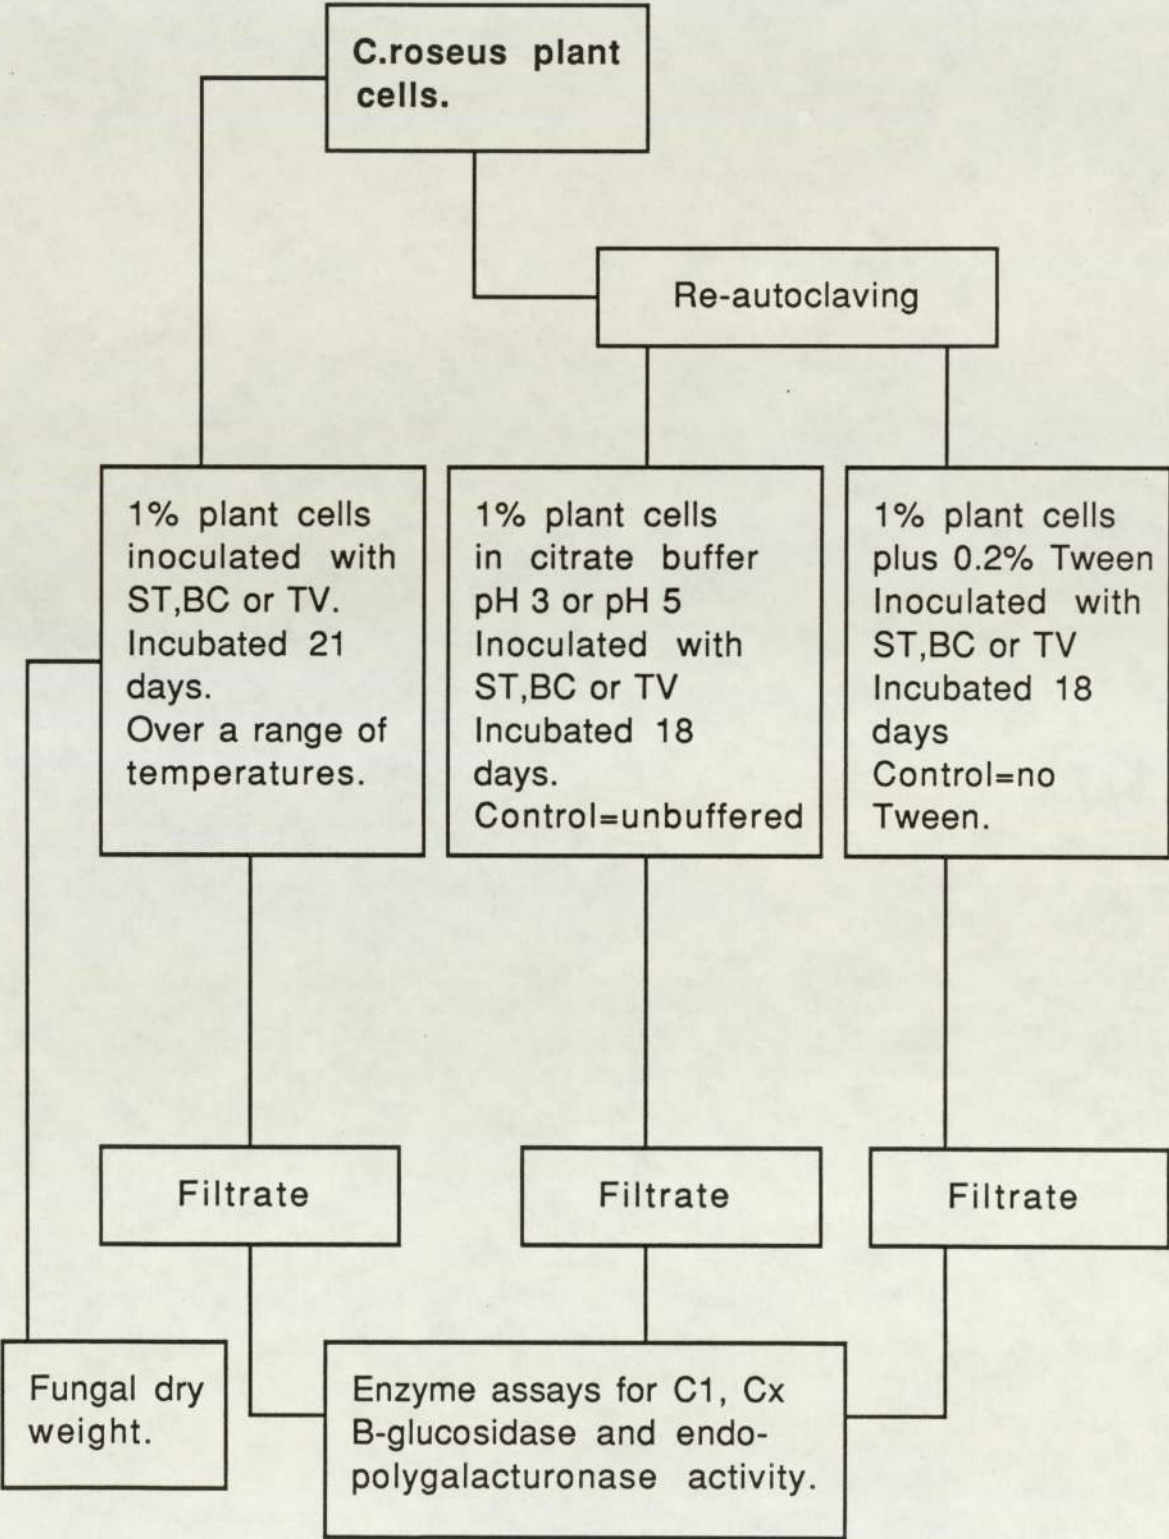 C.roseus plant
cells.
Re-autoclaving
1% plant cells
inoculated with
ST,BC or TV.
Incubated 21
days.
Over a range of
temperatures.
1% plant cells
in citrate buffer
pH 3 or pH 5
Inoculated with
ST,BC or TV
Incubated 18
days.
Control=unbuffered
1% plant cells
plus 0.2% Tween
Inoculated with
ST,BC or TV
Incubated 18
days
Control=no
Tween.
Filtrate
Filtrate
Filtrate
Fungal dry
weight.
Enzyme assays for C1, Cx
B-glucosidase and endo-
polygalacturonase activity.